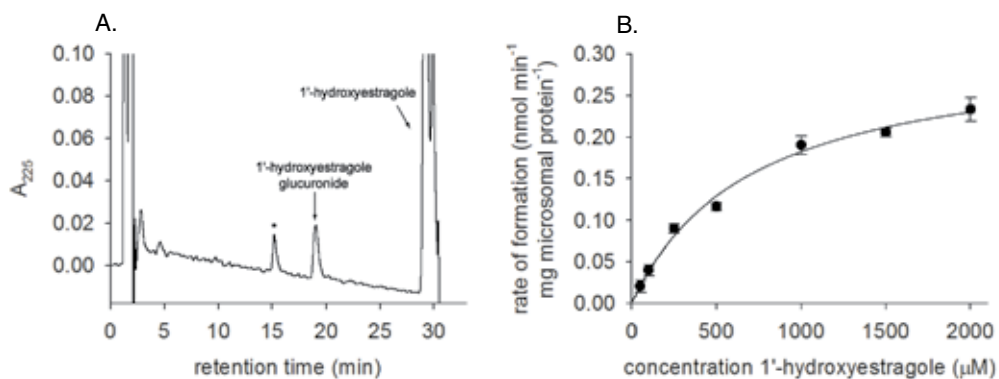 A.
0.10
0.08
0.06
0.04
0.02
0.00
A₂₂₅
1'-hydroxyestragole
1'-hydroxyestragole
glucuronide
*
0 5 10 15 20 25 30
retention time (min)
B.
0.30
0.25
0.20
0.15
0.10
0.05
0.00
rate of formation (nmol min⁻¹
mg microsomal protein⁻¹)
0 500 1000 1500 2000
concentration 1'-hydroxyestragole (μM)